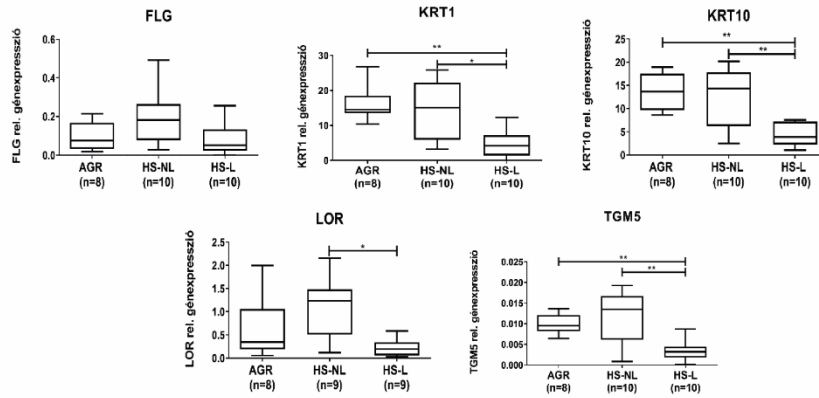 FLG
FLG rel. génexpresszió
0.6
0.4
0.2
0.0
AGR HS-NL HS-L
(n=8) (n=10) (n=10)
KRT1
KRT1 rel. génexpresszió
30
20
10
0
**
*
AGR HS-NL HS-L
(n=8) (n=10) (n=10)
KRT10
KRT10 rel. génexpresszió
25
20
15
10
5
0
**
**
AGR HS-NL HS-L
(n=8) (n=10) (n=10)
LOR
LOR rel. génexpresszió
2.5
2.0
1.5
1.0
0.5
0.0
*
AGR HS-NL HS-L
(n=8) (n=9) (n=9)
TGM5
TGM5 rel. génexpresszió
0.025
0.020
0.015
0.010
0.005
0.000
**
**
AGR HS-NL HS-L
(n=8) (n=10) (n=10)